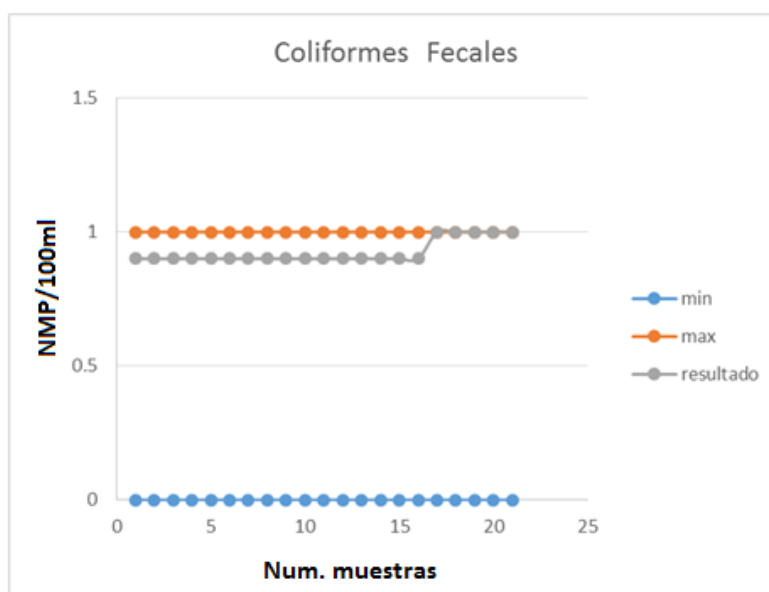 Coliformes Fecales
NMP/100ml
1.5
1
0.5
0
0 5 10 15 20 25
Num. muestras
min
max
resultado